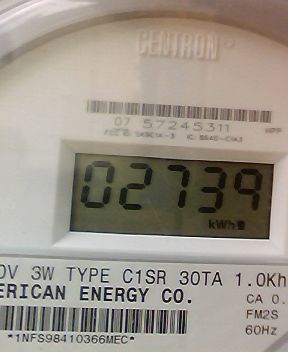 CENTRON®
07 57245311 HPP
02739
kWh
0V 3W TYPE C1SR 30TA 1.0Kh
ERICAN ENERGY CO. CA 0.
FM2S
*1NFS98410366MEC* 60Hz